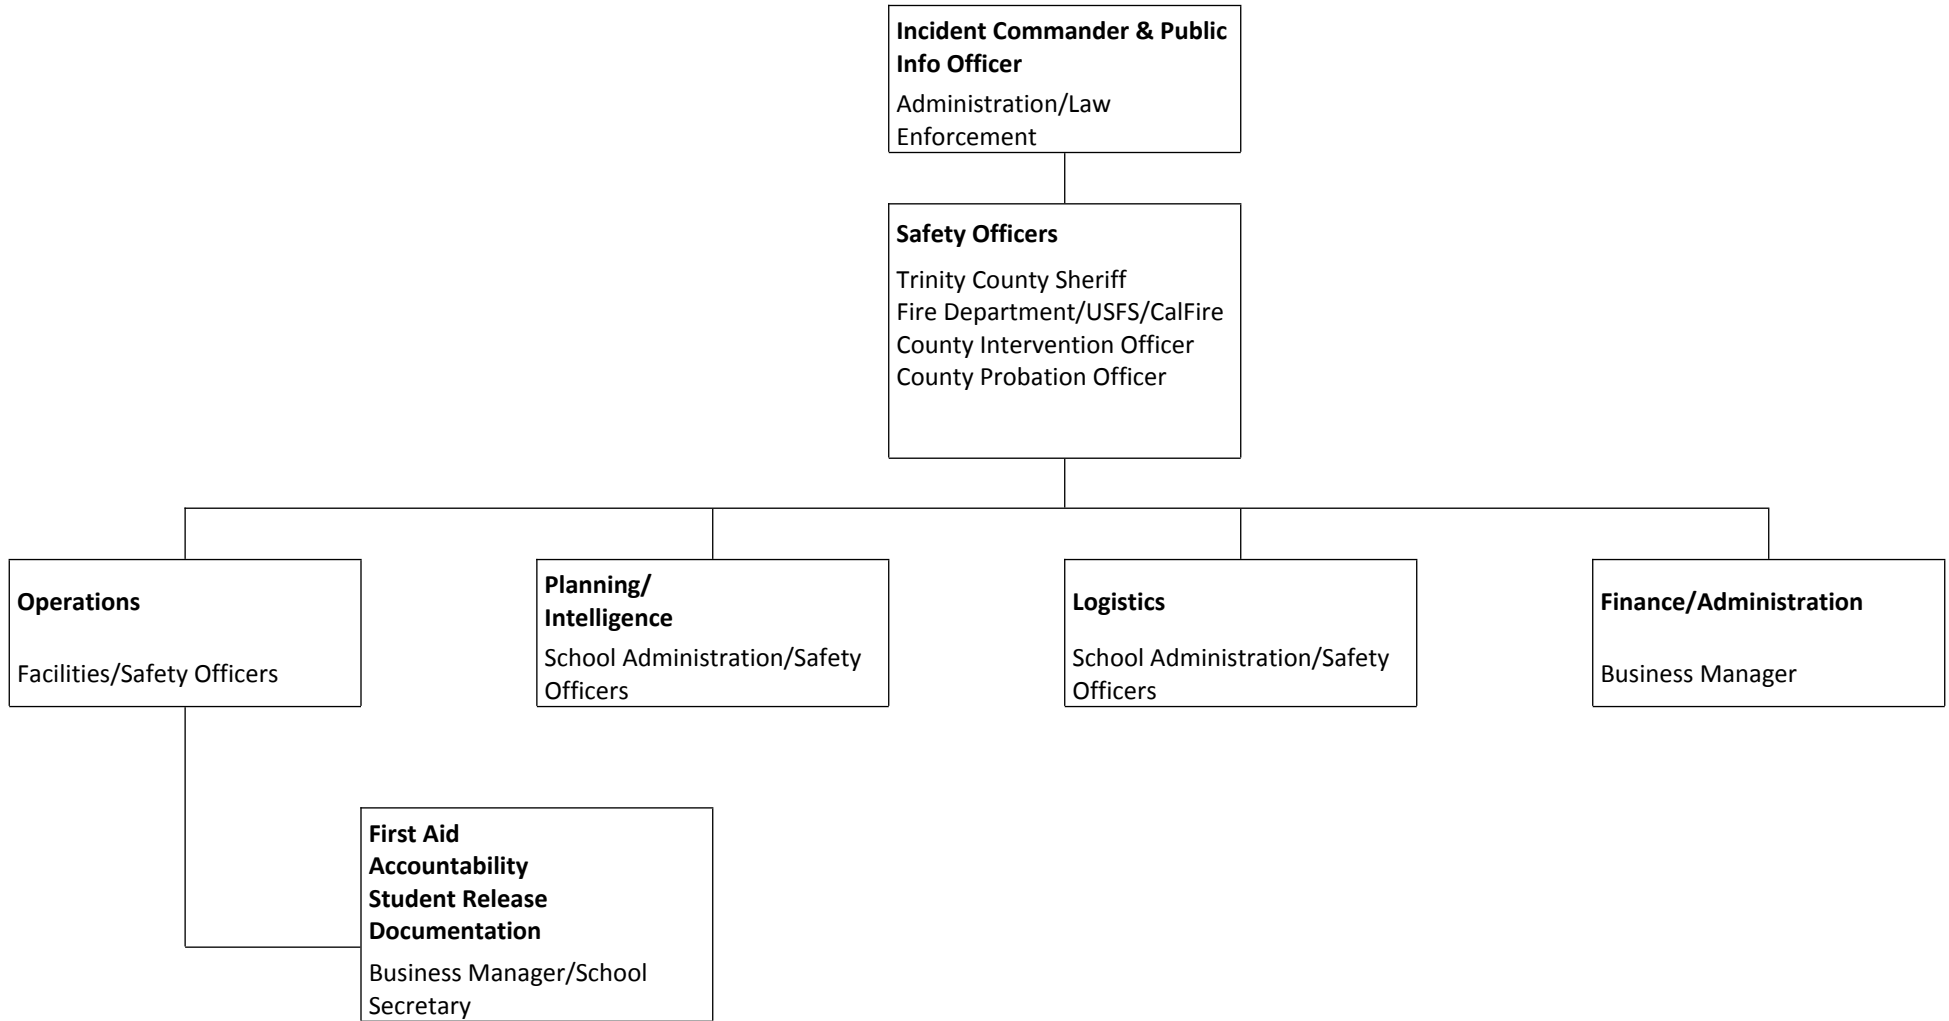 Incident Commander & Public
Info Officer
Administration/Law
Enforcement
Safety Officers
Trinity County Sheriff
Fire Department/USFS/CalFire
County Intervention Officer
County Probation Officer
Operations
Facilities/Safety Officers
Planning/
Intelligence
School Administration/Safety
Officers
Logistics
School Administration/Safety
Officers
Finance/Administration
Business Manager
First Aid
Accountability
Student Release
Documentation
Business Manager/School
Secretary